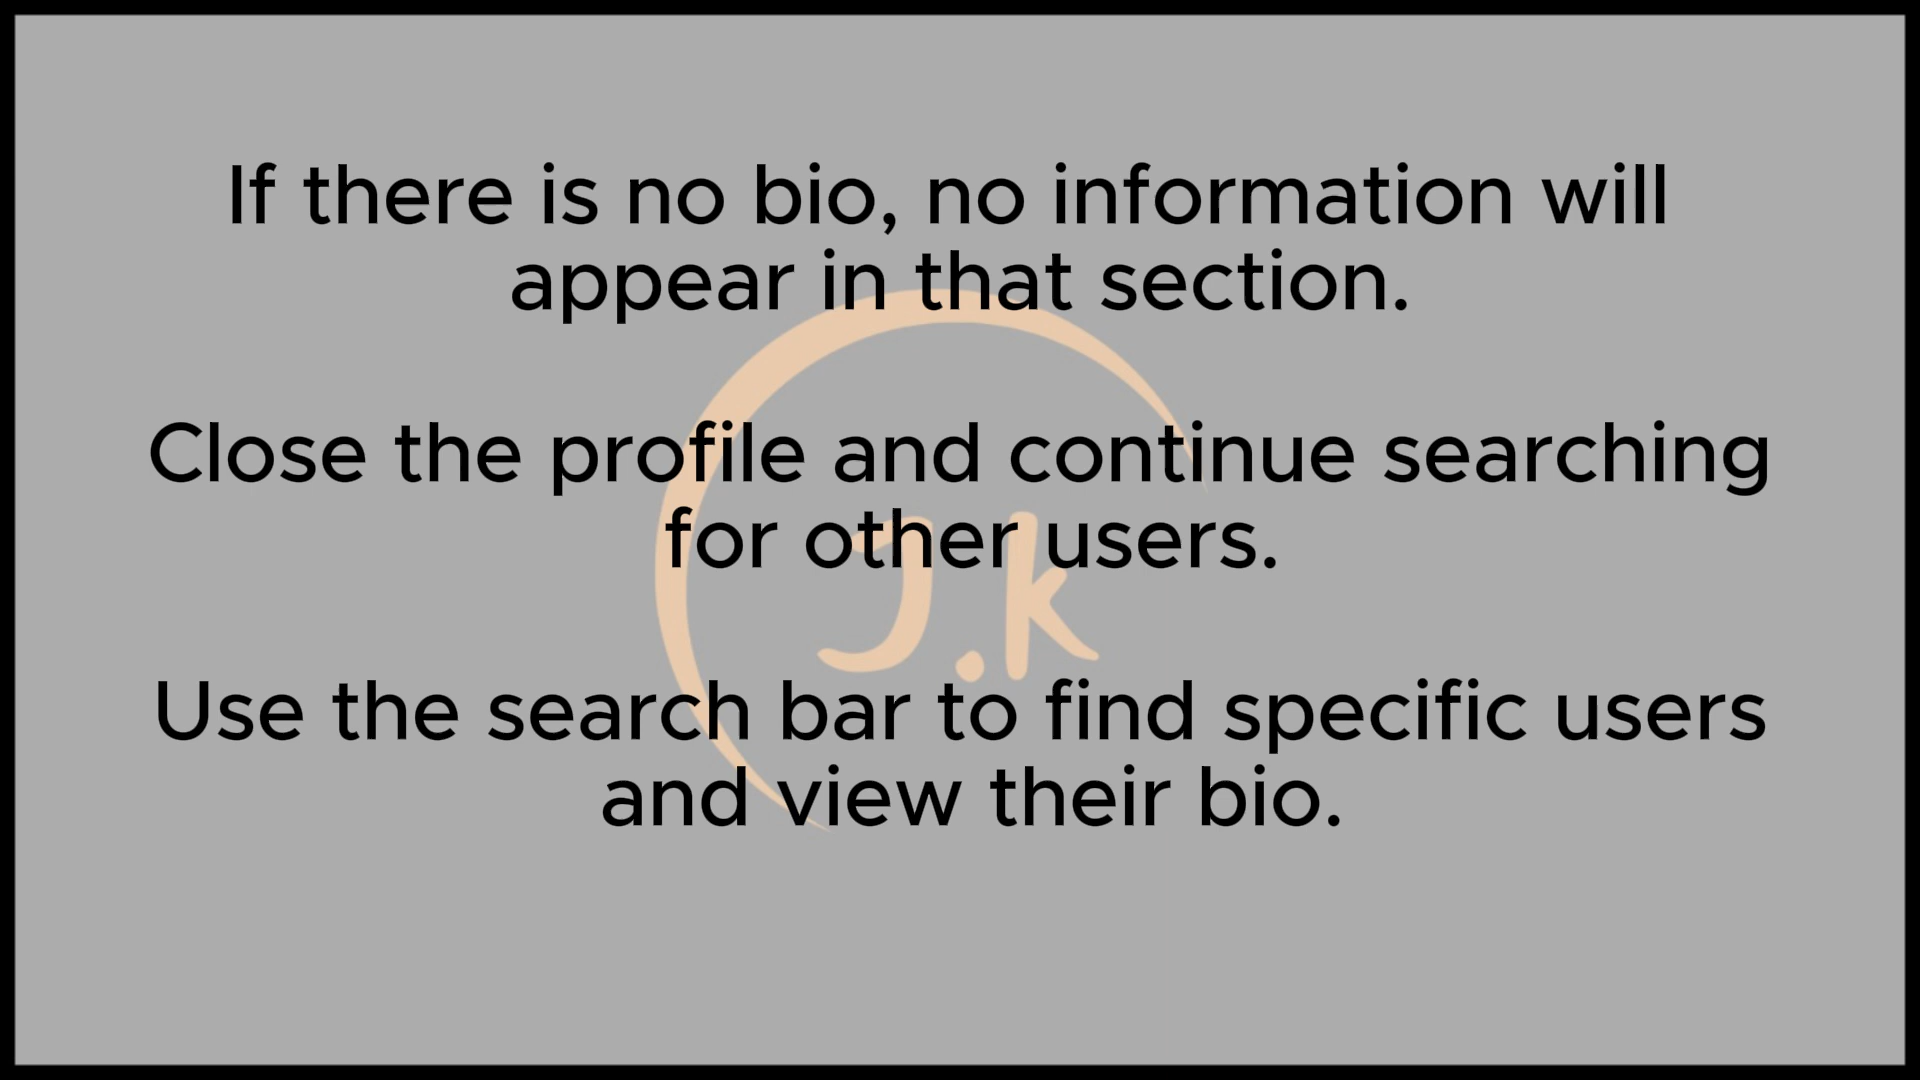 If there is no bio, no information will
appear in that section.
Close the profile and continue searching
for other users.
J.k
Use the search bar to find specific users
and view their bio.